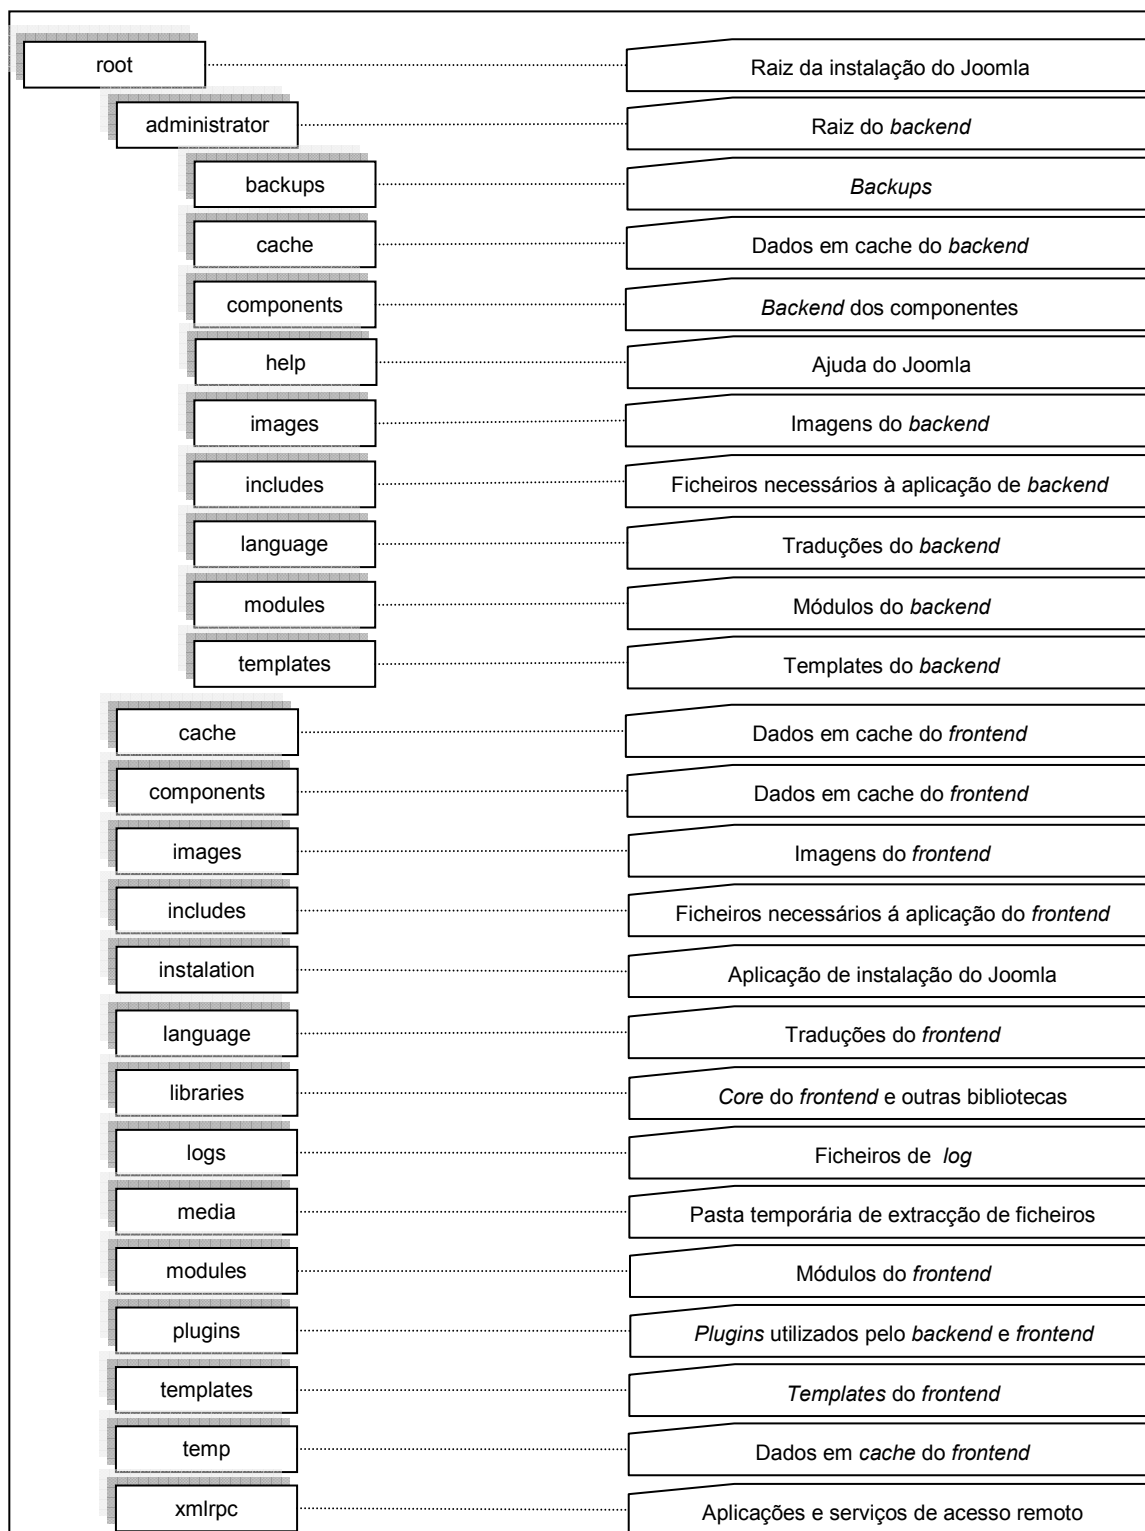 root Raiz da instalação do Joomla
administrator Raiz do backend
backups Backups
cache Dados em cache do backend
components Backend dos componentes
help Ajuda do Joomla
images Imagens do backend
includes Ficheiros necessários à aplicação de backend
language Traduções do backend
modules Módulos do backend
templates Templates do backend
cache Dados em cache do frontend
components Dados em cache do frontend
images Imagens do frontend
includes Ficheiros necessários á aplicação do frontend
instalation Aplicação de instalação do Joomla
language Traduções do frontend
libraries Core do frontend e outras bibliotecas
logs Ficheiros de log
media Pasta temporária de extracção de ficheiros
modules Módulos do frontend
plugins Plugins utilizados pelo backend e frontend
templates Templates do frontend
temp Dados em cache do frontend
xmlrpc Aplicações e serviços de acesso remoto